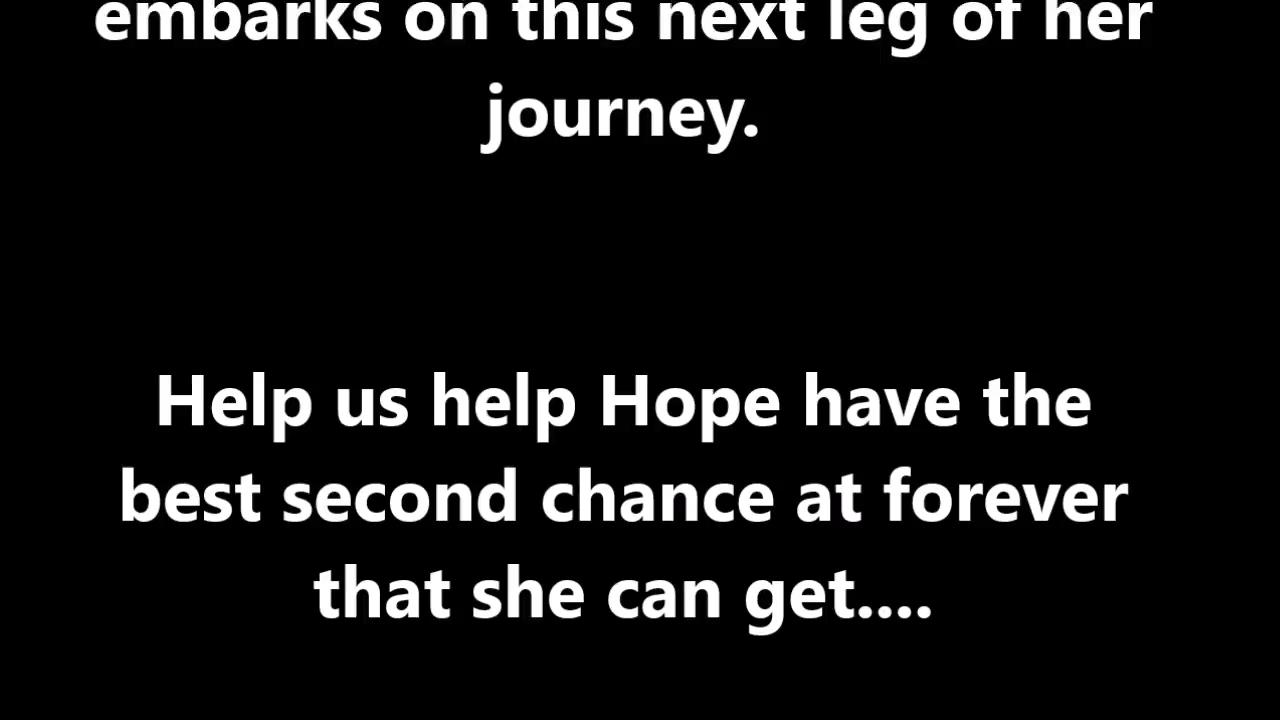 embarks on this next leg of her
journey.
Help us help Hope have the
best second chance at forever
that she can get....